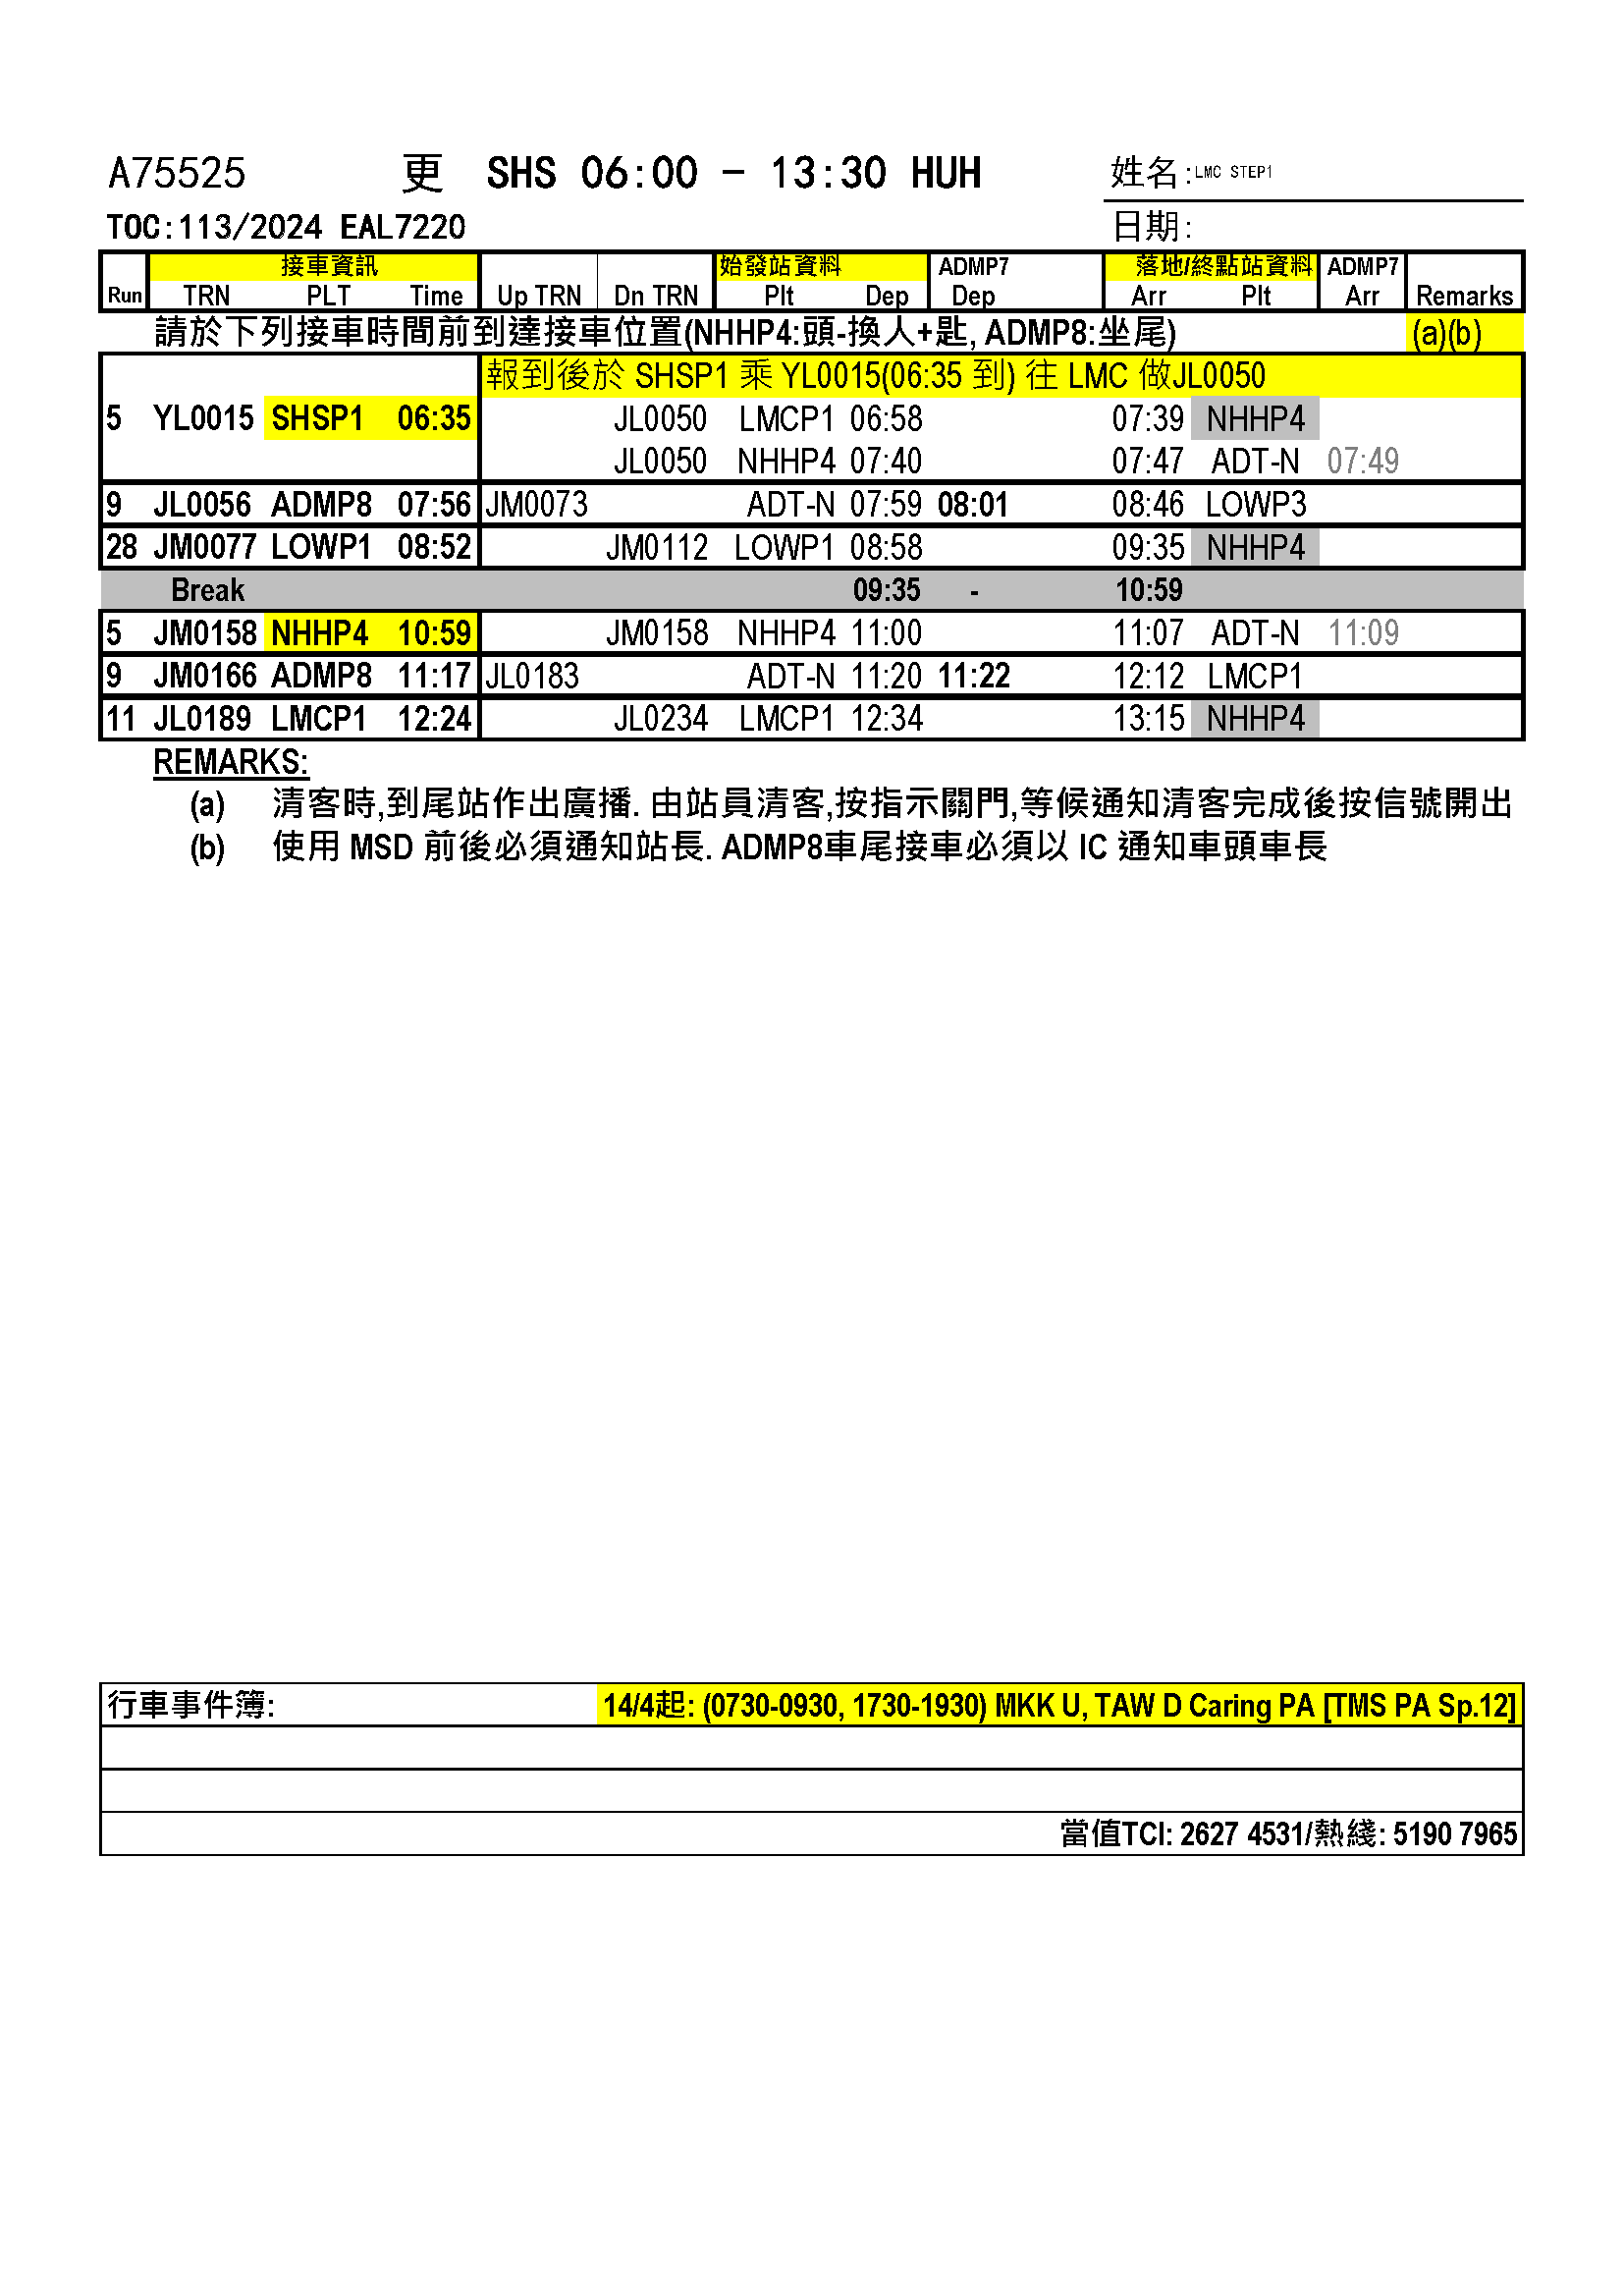 A75525 更 SHS 06:00 - 13:30 HUH 姓名:LMC STEP1
TOC:113/2024 EAL7220 日期:
接車資訊 始發站資料 ADMP7 落地/終點站資料 ADMP7
Run TRN PLT Time Up TRN Dn TRN Plt Dep Dep Arr Plt Arr Remarks
請於下列接車時間前到達接車位置(NHHP4:頭-換人+匙, ADMP8:坐尾) (a)(b)
報到後於 SHSP1 乘 YL0015(06:35 到) 往 LMC 做JL0050
5 YL0015 SHSP1 06:35 JL0050 LMCP1 06:58 07:39 NHHP4
JL0050 NHHP4 07:40 07:47 ADT-N 07:49
9 JL0056 ADMP8 07:56 JM0073 ADT-N 07:59 08:01 08:46 LOWP3
28 JM0077 LOWP1 08:52 JM0112 LOWP1 08:58 09:35 NHHP4
Break 09:35 - 10:59
5 JM0158 NHHP4 10:59 JM0158 NHHP4 11:00 11:07 ADT-N 11:09
9 JM0166 ADMP8 11:17 JL0183 ADT-N 11:20 11:22 12:12 LMCP1
11 JL0189 LMCP1 12:24 JL0234 LMCP1 12:34 13:15 NHHP4
REMARKS:
(a) 清客時,到尾站作出廣播. 由站員清客,按指示關門,等候通知清客完成後按信號開出
(b) 使用 MSD 前後必須通知站長. ADMP8車尾接車必須以 IC 通知車頭車長
行車事件簿: 14/4起: (0730-0930, 1730-1930) MKK U, TAW D Caring PA [TMS PA Sp.12]
當值TCI: 2627 4531/熱綫: 5190 7965